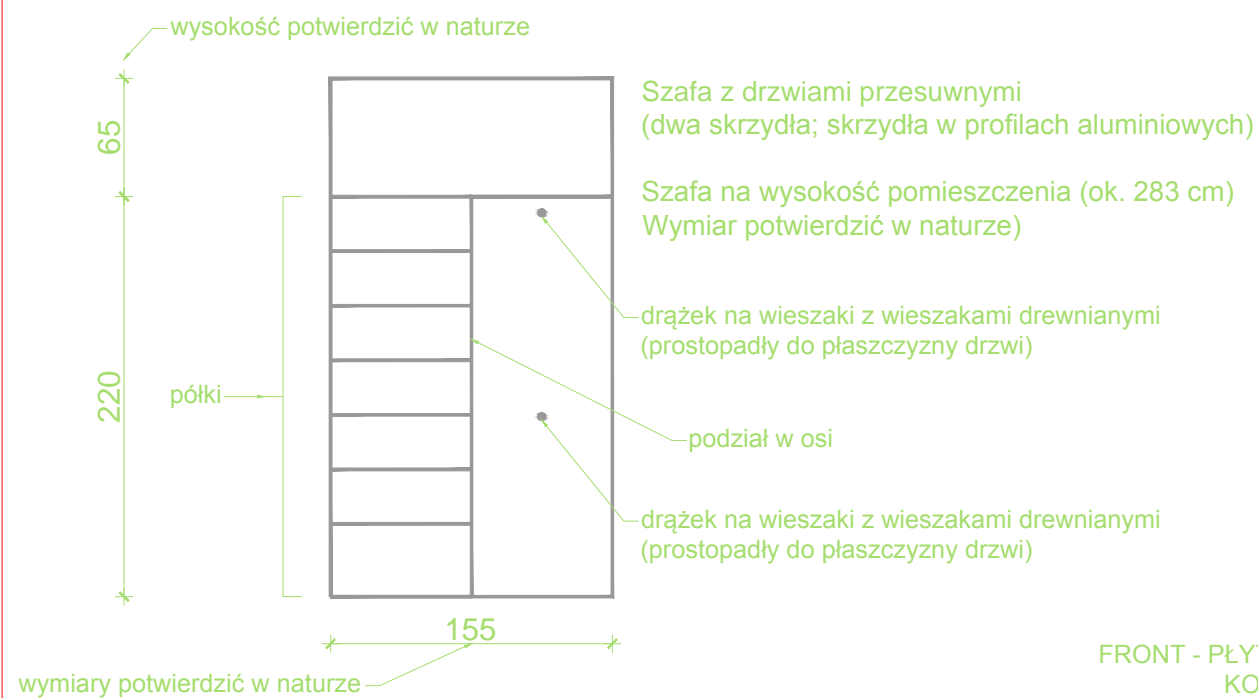 wysokość potwierdzić w naturze
65
220
Szafa z drzwiami przesuwnymi
(dwa skrzydła; skrzydła w profilach aluminiowych)
Szafa na wysokość pomieszczenia (ok. 283 cm)
Wymiar potwierdzić w naturze)
drążek na wieszaki z wieszakami drewnianymi
(prostopadły do płaszczyzny drzwi)
półki
podział w osi
drążek na wieszaki z wieszakami drewnianymi
(prostopadły do płaszczyzny drzwi)
155
wymiary potwierdzić w naturze
FRONT -